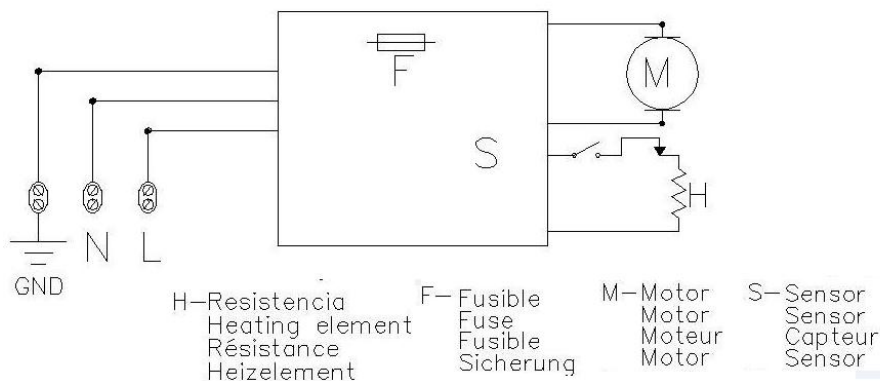 F
M
S
H
N L
GND
H-Resistencia
Heating element
Résistance
Heizelement
F-Fusible
Fuse
Fusible
Sicherung
M-Motor
Motor
Moteur
Motor
S-Sensor
Sensor
Capteur
Sensor